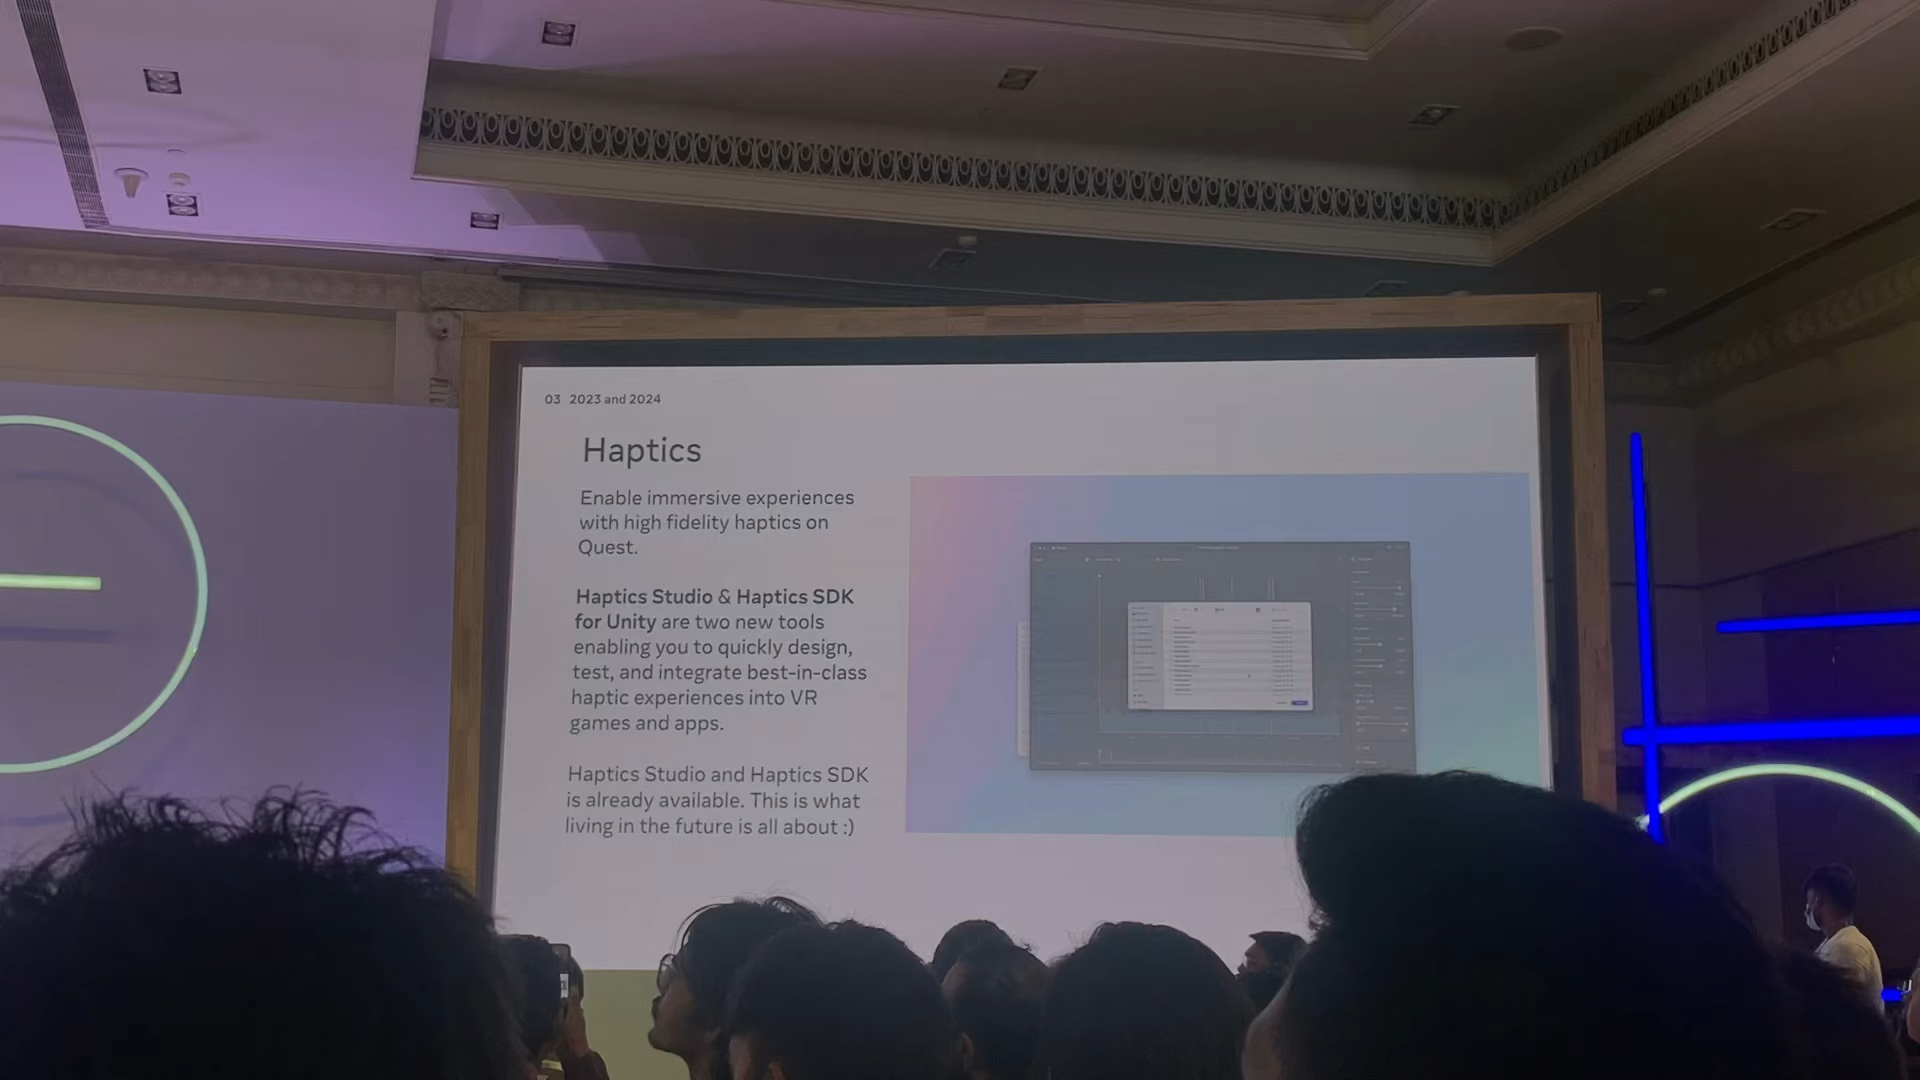 03 2023 and 2024
Haptics
Enable immersive experiences
with high fidelity haptics on
Quest.
Haptics Studio & Haptics SDK
for Unity are two new tools
enabling you to quickly design,
test, and integrate best-in-class
haptic experiences into VR
games and apps.
Haptics Studio and Haptics SDK
is already available. This is what
living in the future is all about :)